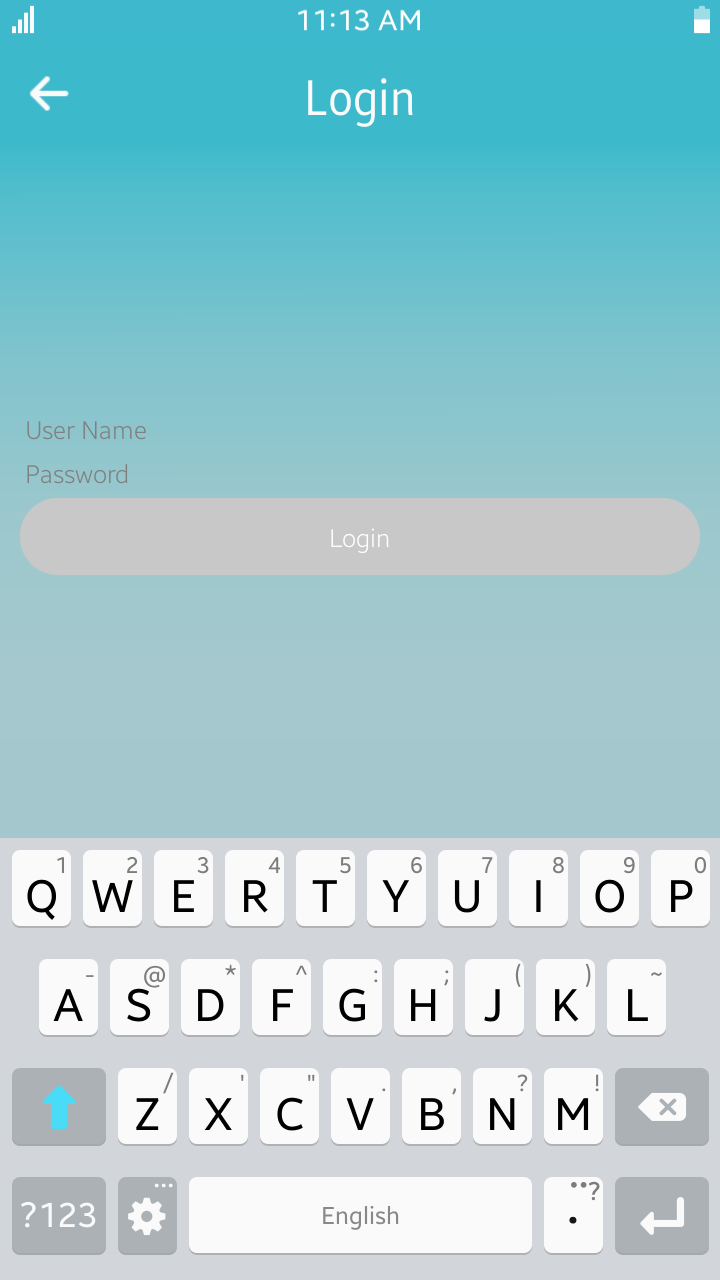 11:13 AM
Login
User Name
Password
Login
1 2 3 4 5 6 7 8 9 0
Q W E R T Y U I O P
- @ * ^ : ; ( ) ~
A S D F G H J K L
/ ' " . , ? !
Z X C V B N M
?123 ... English . ••?